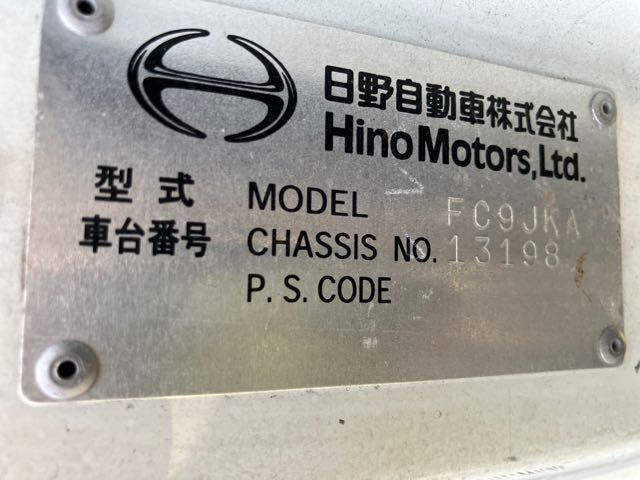 日野自動車株式会社
Hino Motors, Ltd.
型式 MODEL FC9JKA
車台番号 CHASSIS NO. 13198
P. S. CODE